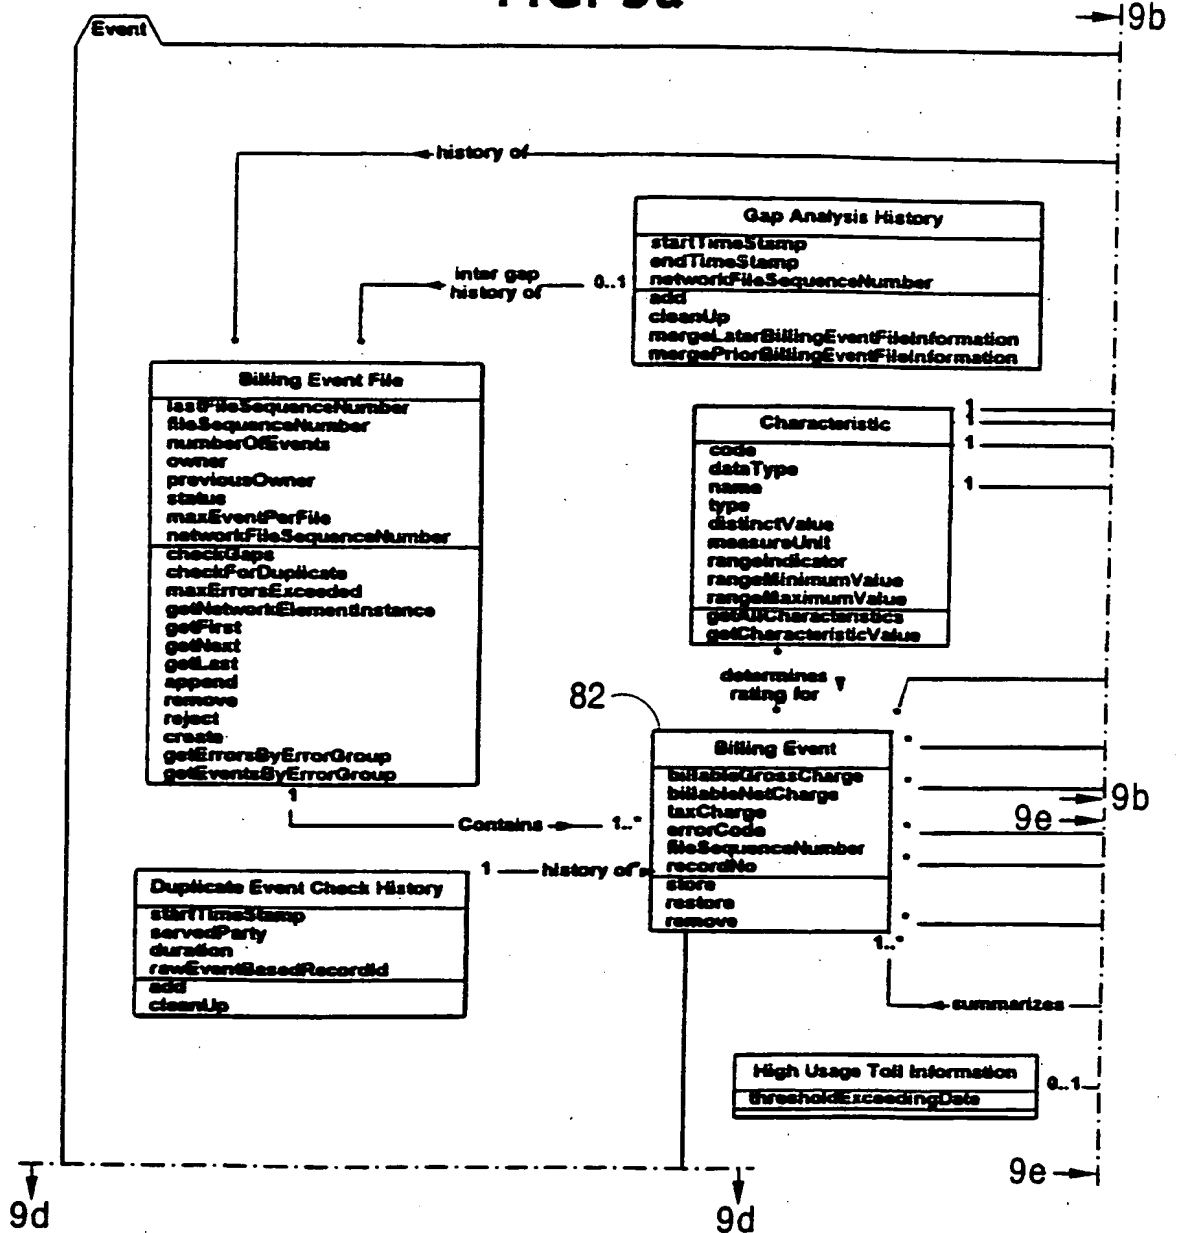 FIG. 9a
9b
Event
history of
Gap Analysis History
startTimeStamp
endTimeStamp
networkFileSequenceNumber
add
cleanUp
mergeLaterBillingEventFileInformation
mergePriorBillingEventFileInformation
inter gap
history of
0..1
*
*
Billing Event File
lastFileSequenceNumber
fileSequenceNumber
numberOfEvents
owner
previousOwner
status
maxEventPerFile
networkFileSequenceNumber
checkGaps
checkForDuplicate
maxErrorsExceeded
getNetworkElementInstance
getFirst
getNext
getLast
append
remove
reject
create
getErrorsByErrorGroup
getEventsByErrorGroup
Characteristic
code
dataType
name
type
distinctValue
measureUnit
rangeIndicator
rangeMinimumValue
rangeMaximumValue
getAllCharacteristics
getCharacteristicValue
1
1
1
1
*
determines
rating for
*
*
82
Billing Event
billableGrossCharge
billableNetCharge
taxCharge
errorCode
fileSequenceNumber
recordNo
store
restore
remove
*
*
*
*
*
9b
9e
1
Contains
1..*
1
history of
Duplicate Event Check History
startTimeStamp
servedParty
duration
rawEventBasedRecordId
add
cleanUp
1..*
summarizes
High Usage Toll Information
thresholdExceedingDate
0..1
9e
9d
9d